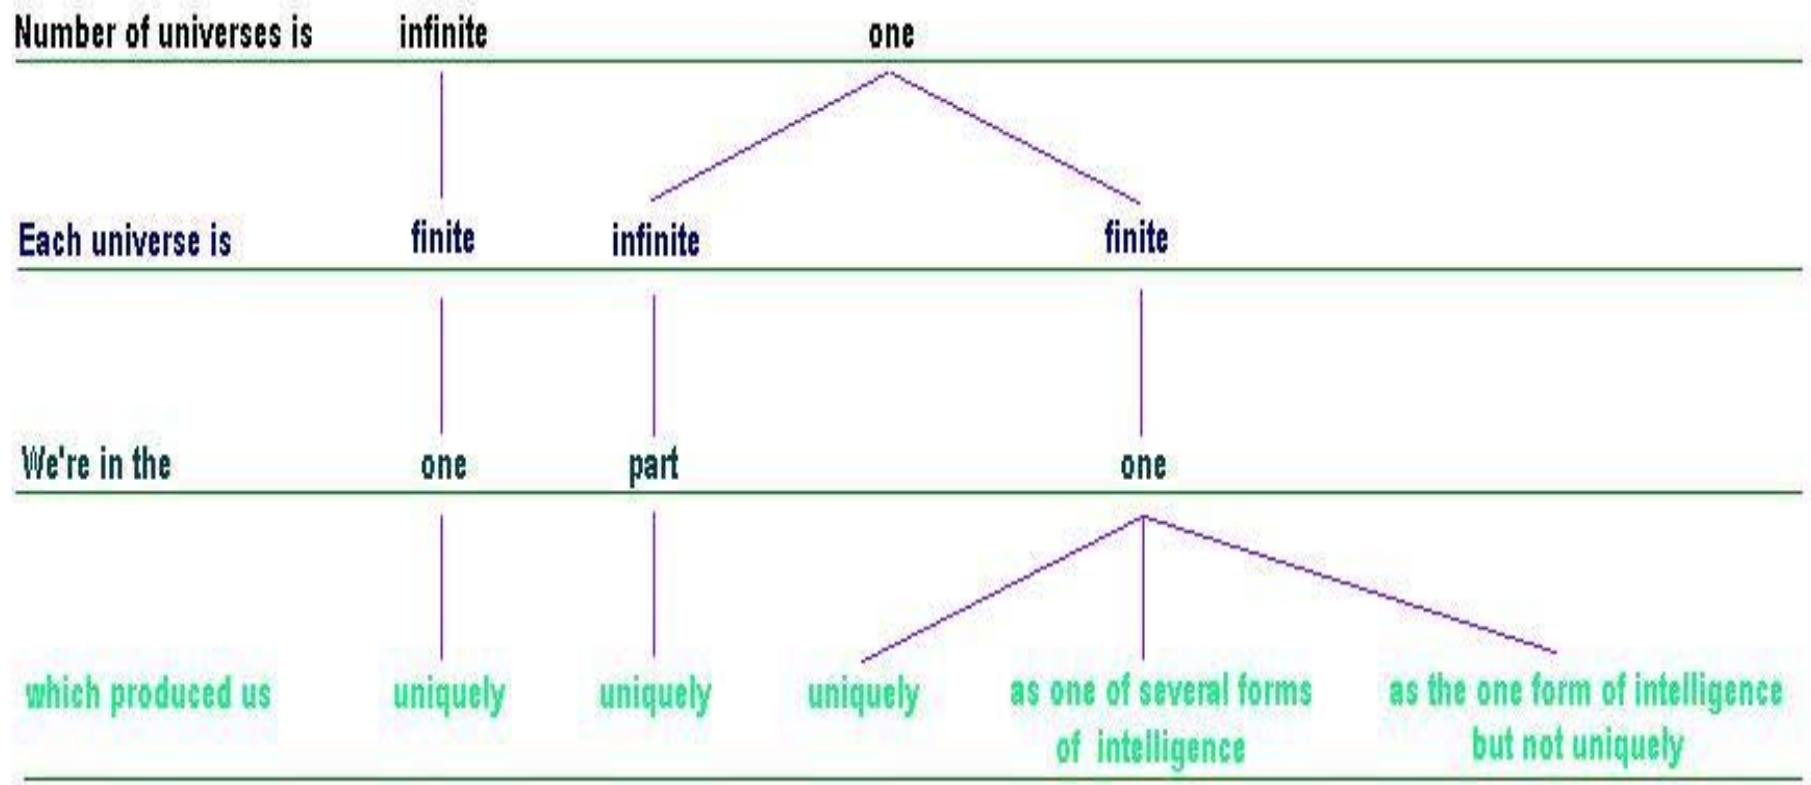 Number of universes is infinite one
Each universe is finite infinite finite
We're in the one part one
which produced us uniquely uniquely uniquely as one of several forms as the one form of intelligence
of intelligence but not uniquely